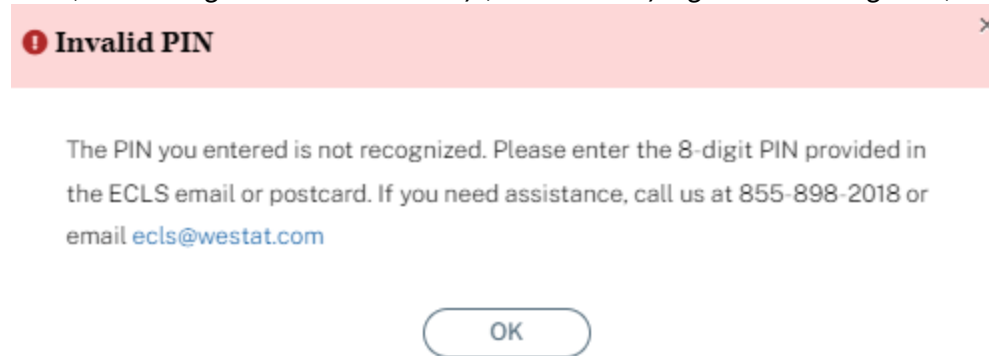 Invalid PIN
The PIN you entered is not recognized. Please enter the 8-digit PIN provided in
the ECLS email or postcard. If you need assistance, call us at 855-898-2018 or
email ecls@westat.com
OK